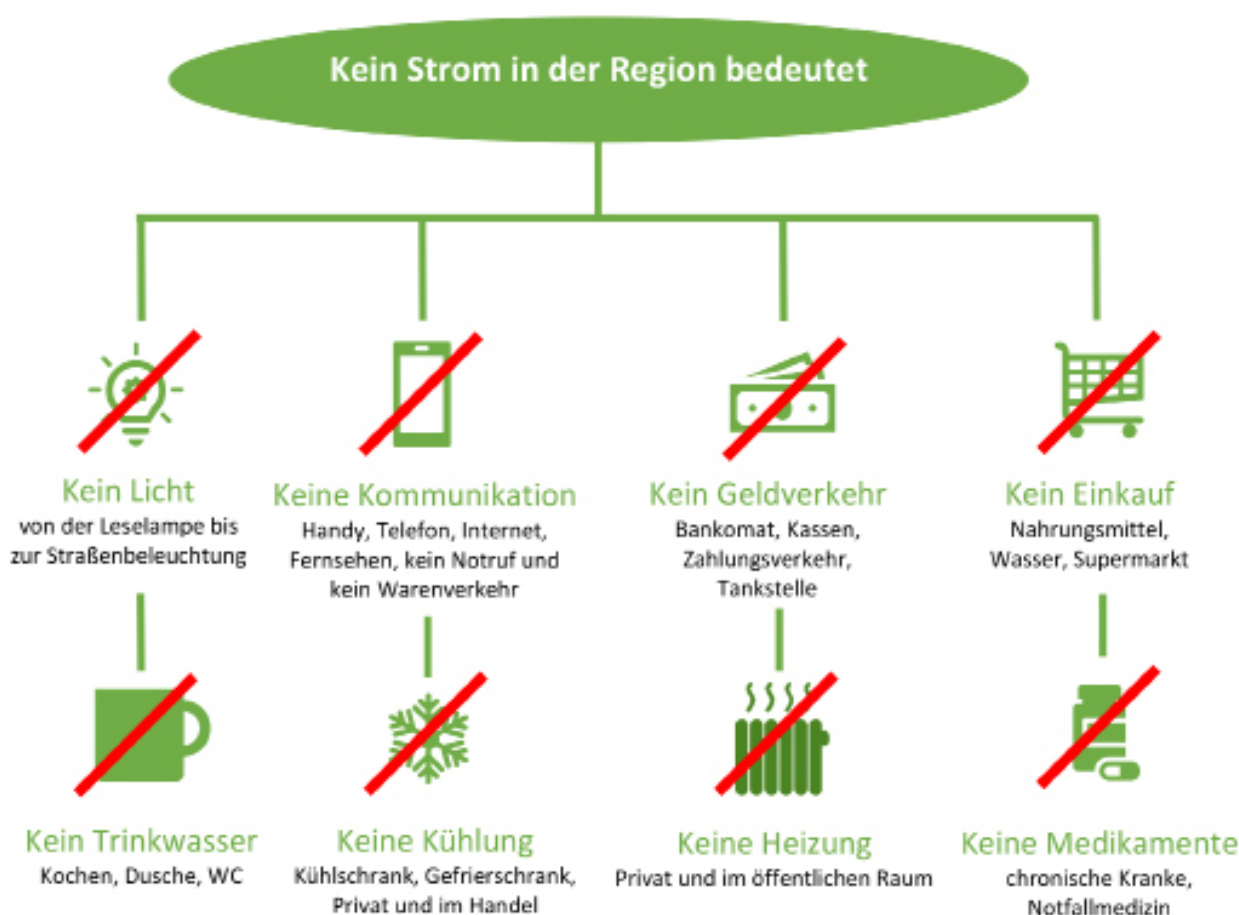 Kein Strom in der Region bedeutet
Kein Licht
von der Leselampe bis
zur Straßenbeleuchtung
Keine Kommunikation
Handy, Telefon, Internet,
Fernsehen, kein Notruf und
kein Warenverkehr
Kein Geldverkehr
Bankomat, Kassen,
Zahlungsverkehr,
Tankstelle
Kein Einkauf
Nahrungsmittel,
Wasser, Supermarkt
Kein Trinkwasser
Kochen, Dusche, WC
Keine Kühlung
Kühlschrank, Gefrierschrank,
Privat und im Handel
Keine Heizung
Privat und im öffentlichen Raum
Keine Medikamente
chronische Kranke,
Notfallmedizin